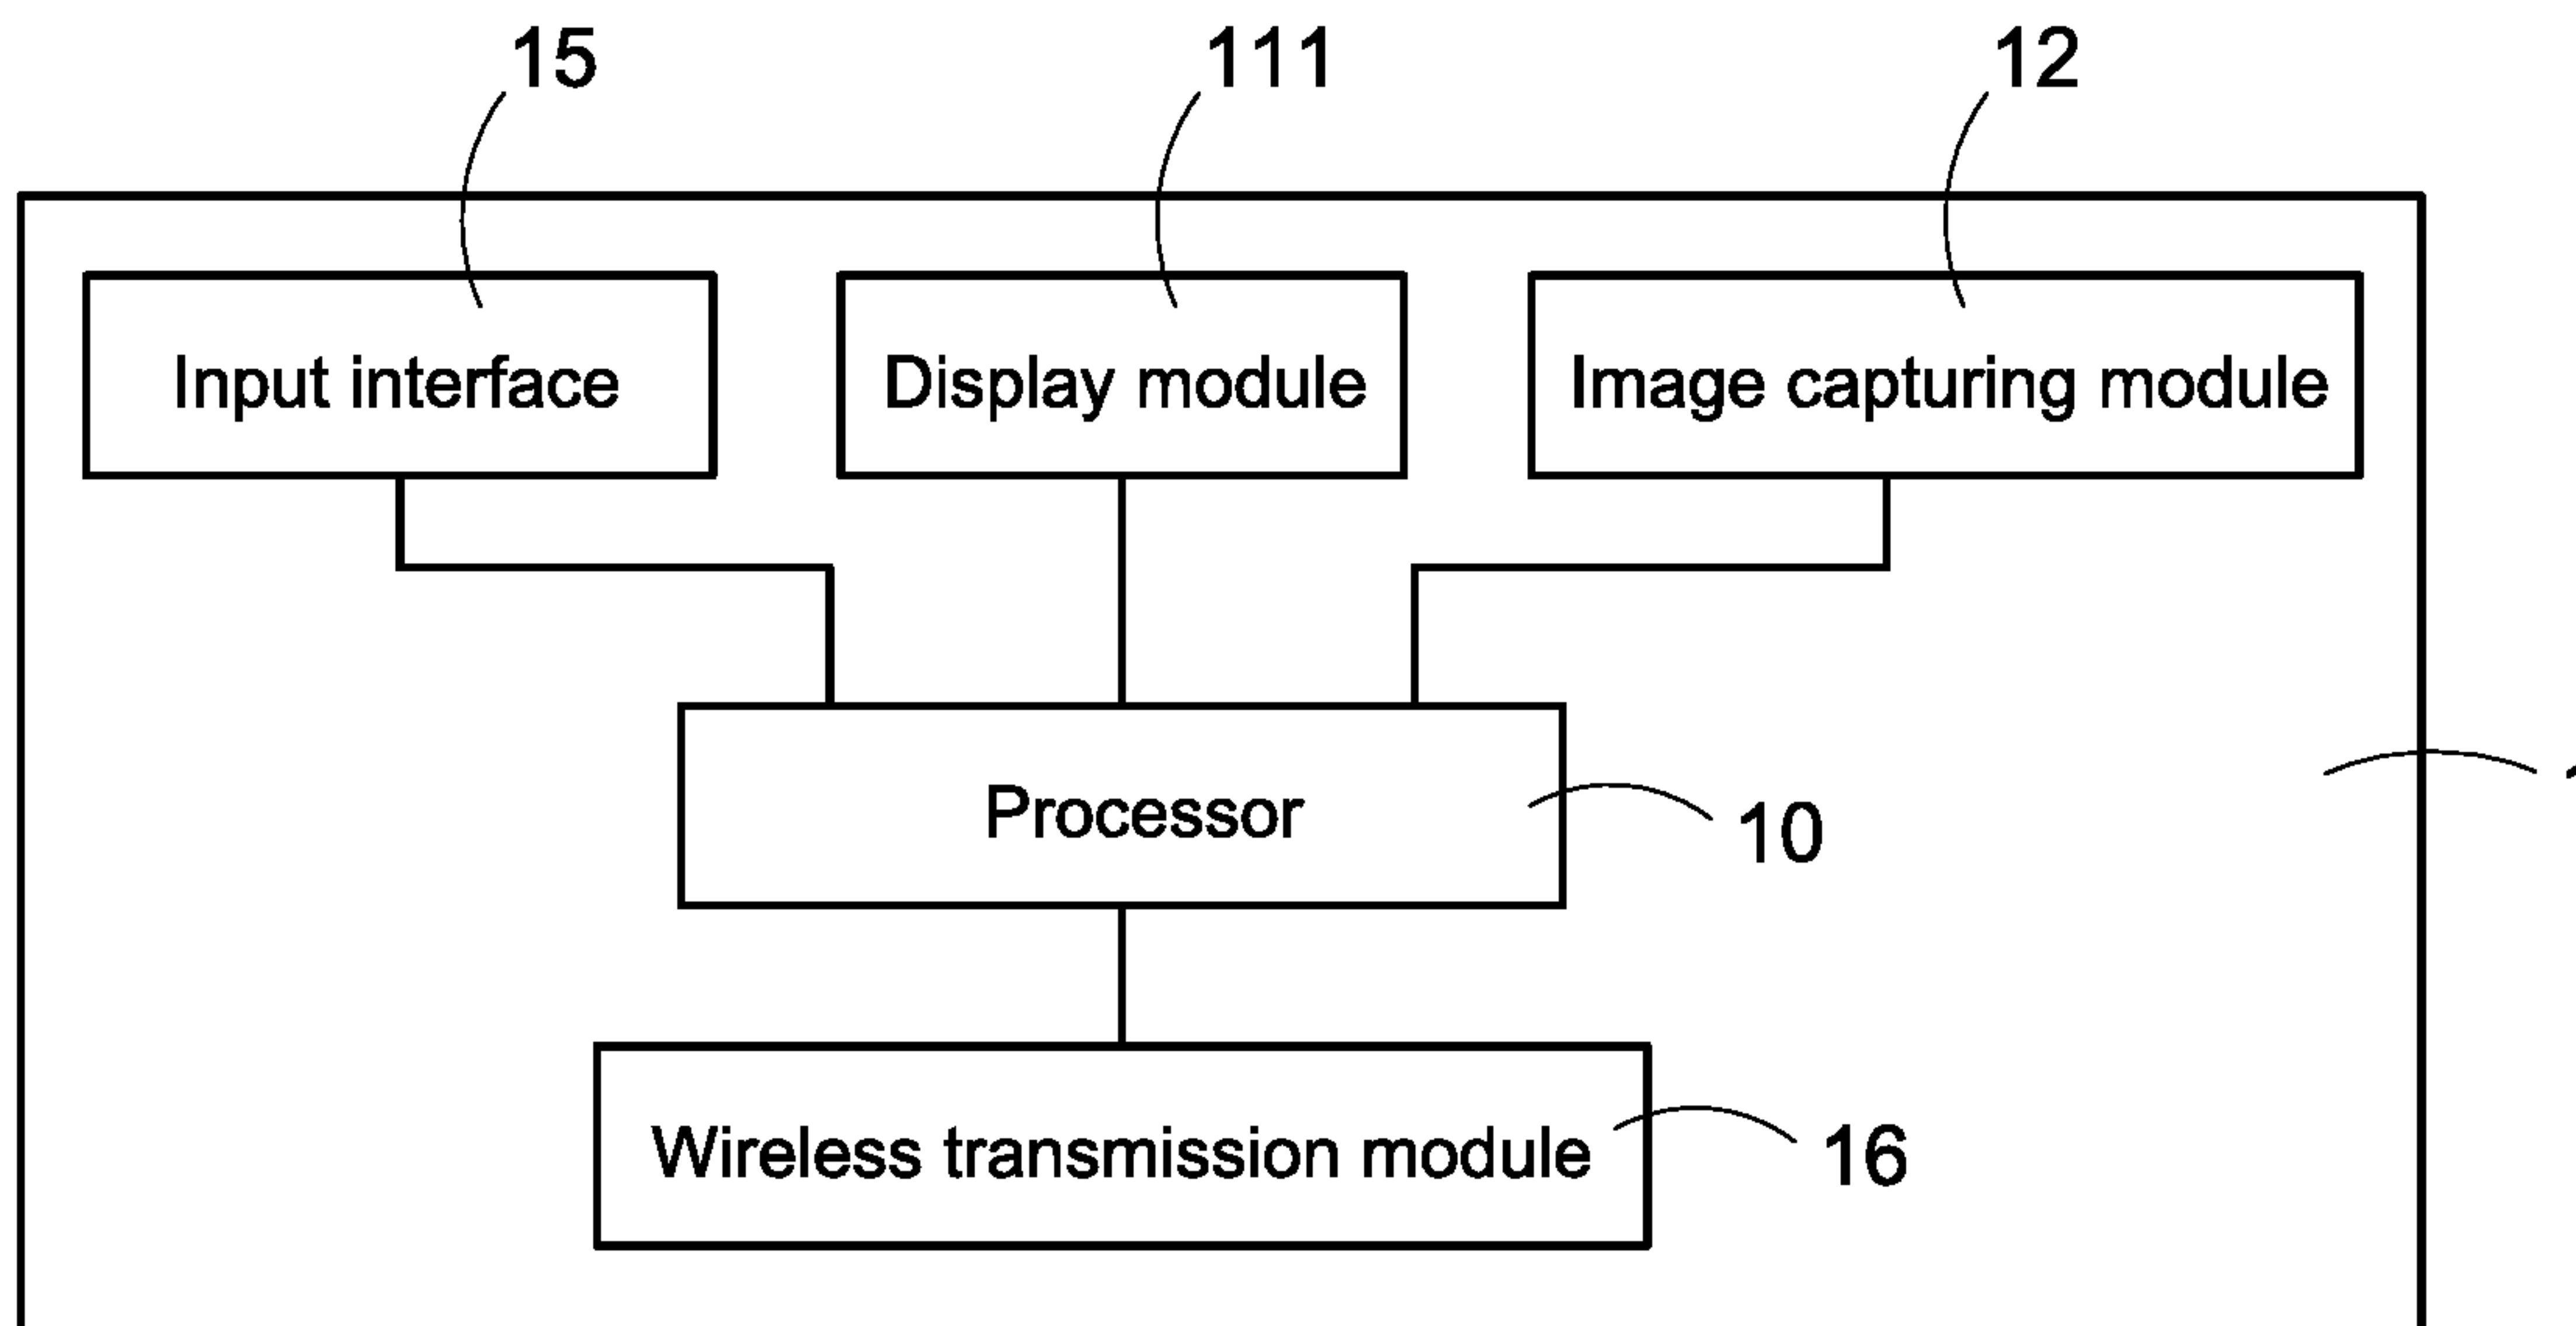 15
111
12
Input interface
Display module
Image capturing module
Processor
10
Wireless transmission module
16